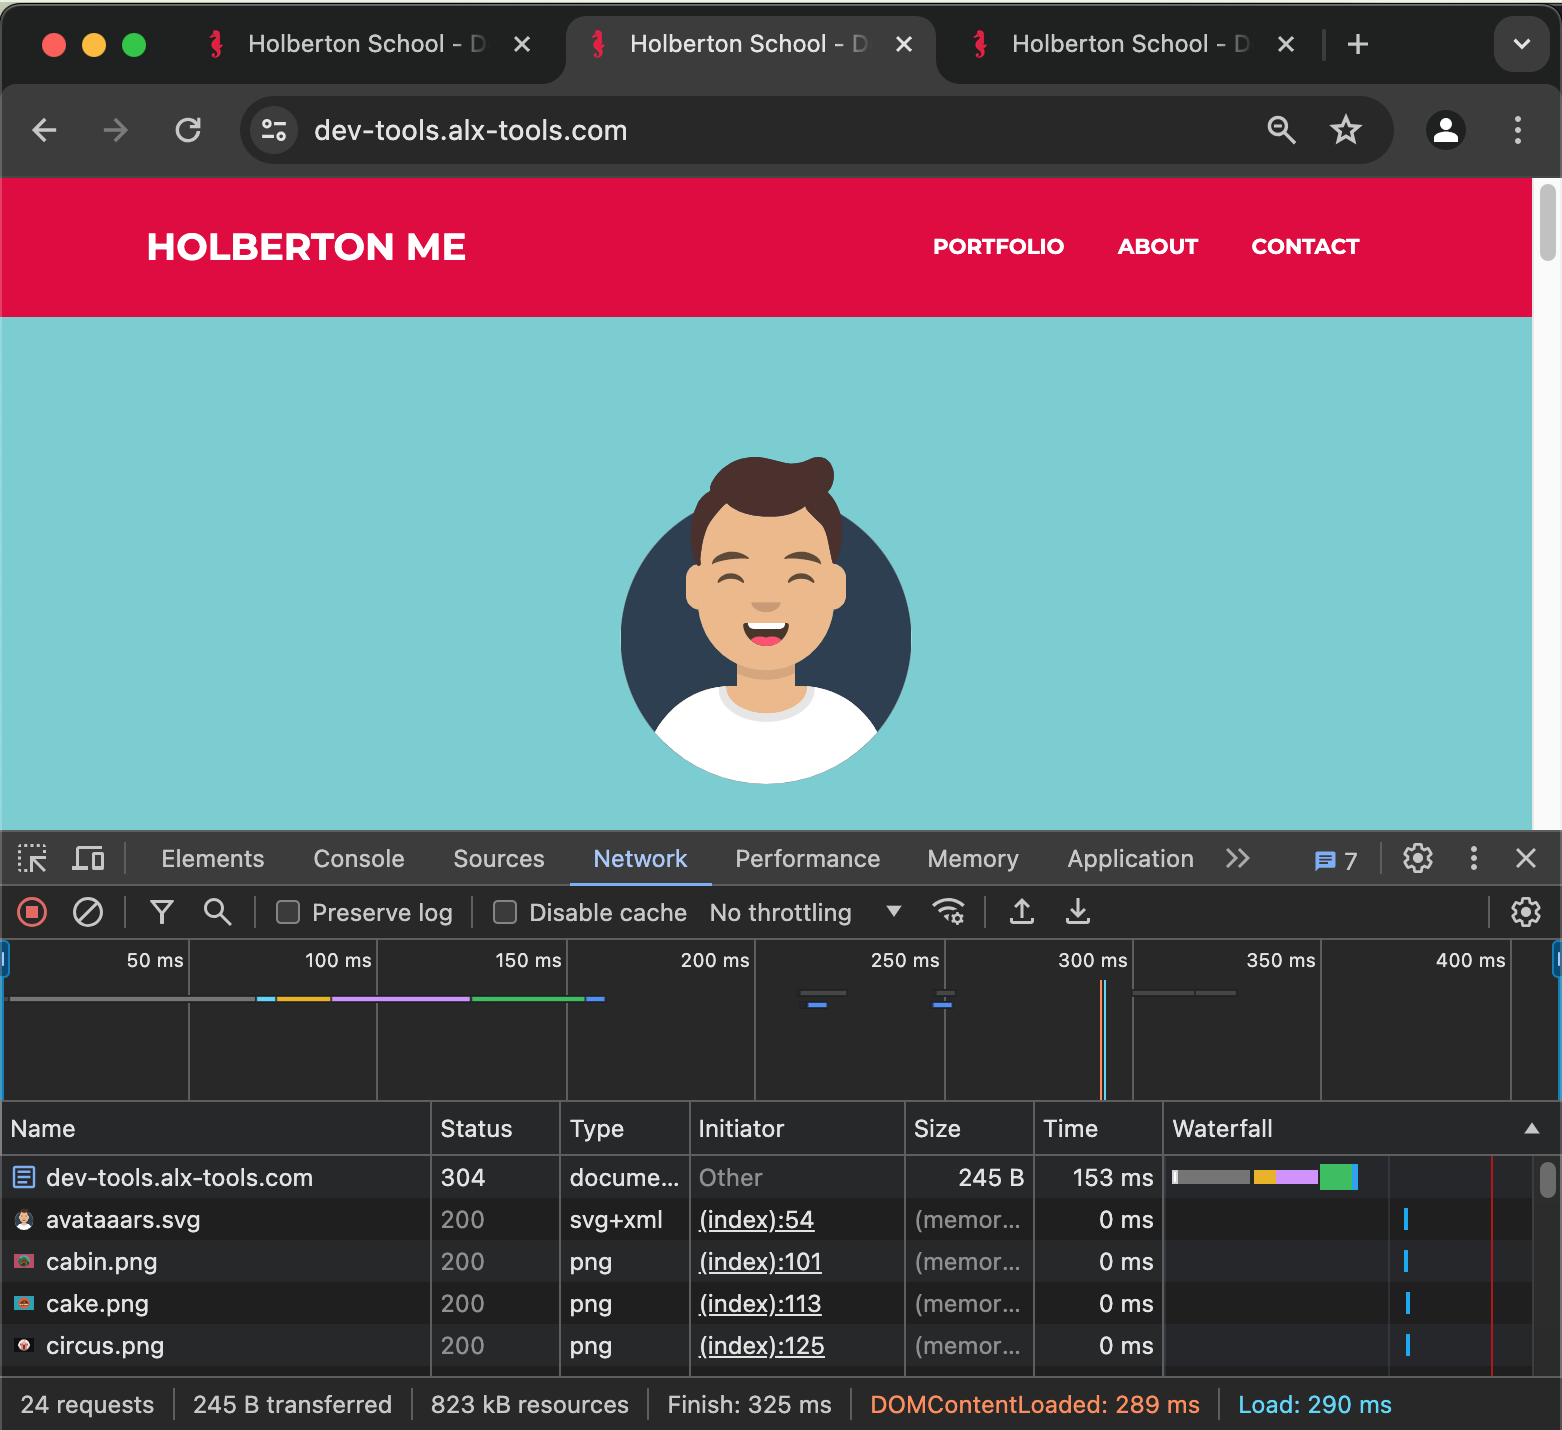 Holberton School - D
Holberton School - D
Holberton School - D
dev-tools.alx-tools.com
HOLBERTON ME
PORTFOLIO ABOUT CONTACT
Elements Console Sources Network Performance Memory Application 7
Preserve log Disable cache No throttling
50 ms 100 ms 150 ms 200 ms 250 ms 300 ms 350 ms 400 ms
Name Status Type Initiator Size Time Waterfall
dev-tools.alx-tools.com 304 docume... Other 245 B 153 ms
avataaars.svg 200 svg+xml (index):54 (memor... 0 ms
cabin.png 200 png (index):101 (memor... 0 ms
cake.png 200 png (index):113 (memor... 0 ms
circus.png 200 png (index):125 (memor... 0 ms
24 requests 245 B transferred 823 kB resources Finish: 325 ms DOMContentLoaded: 289 ms Load: 290 ms